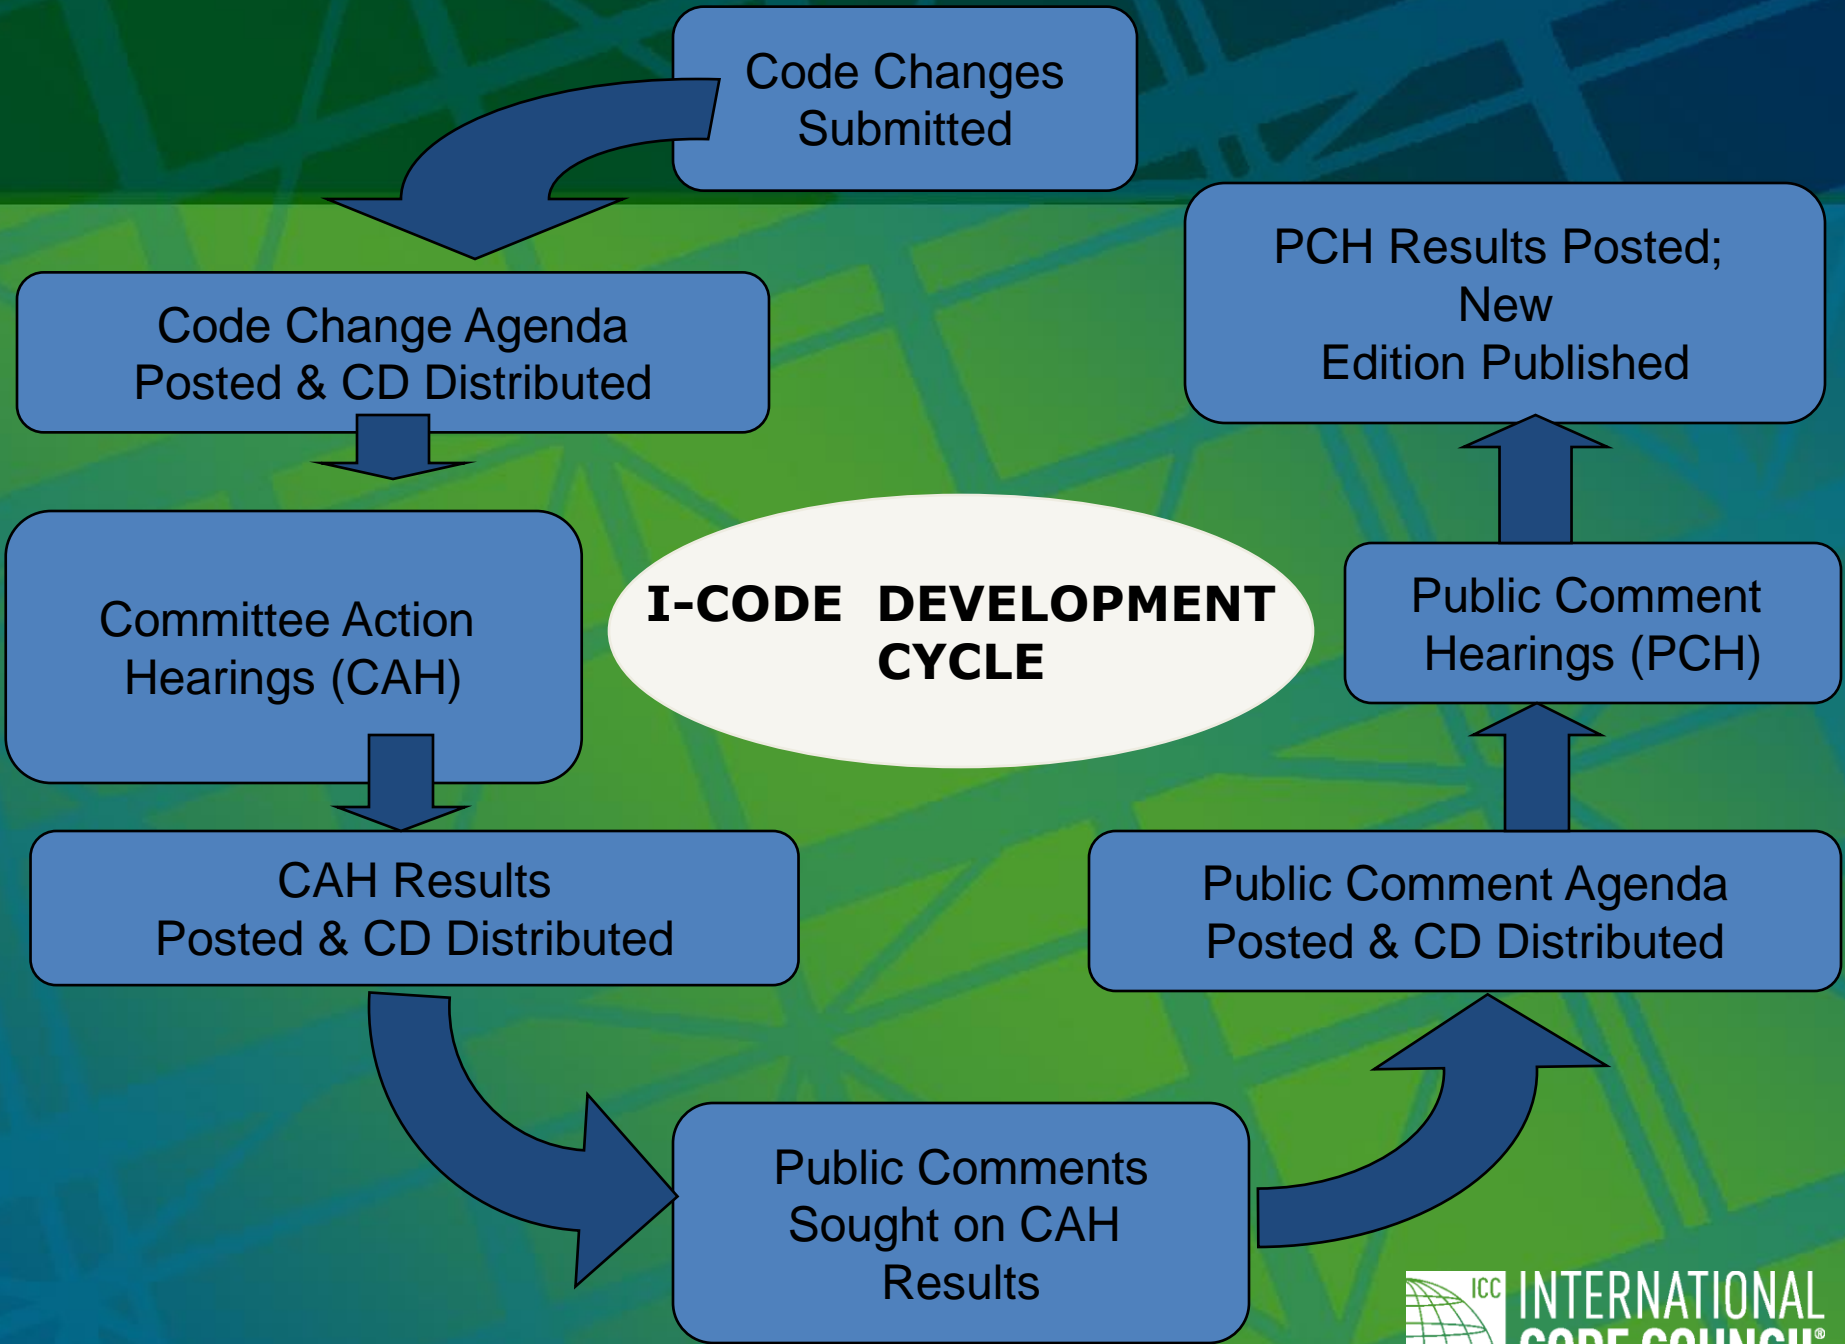 Code Changes
Submitted
Code Change Agenda
Posted & CD Distributed
Committee Action
Hearings (CAH)
CAH Results
Posted & CD Distributed
Public Comments
Sought on CAH
Results
Public Comment Agenda
Posted & CD Distributed
Public Comment
Hearings (PCH)
PCH Results Posted;
New
Edition Published
I-CODE DEVELOPMENT
CYCLE
ICC
INTERNATIONAL
CODE COUNCIL®